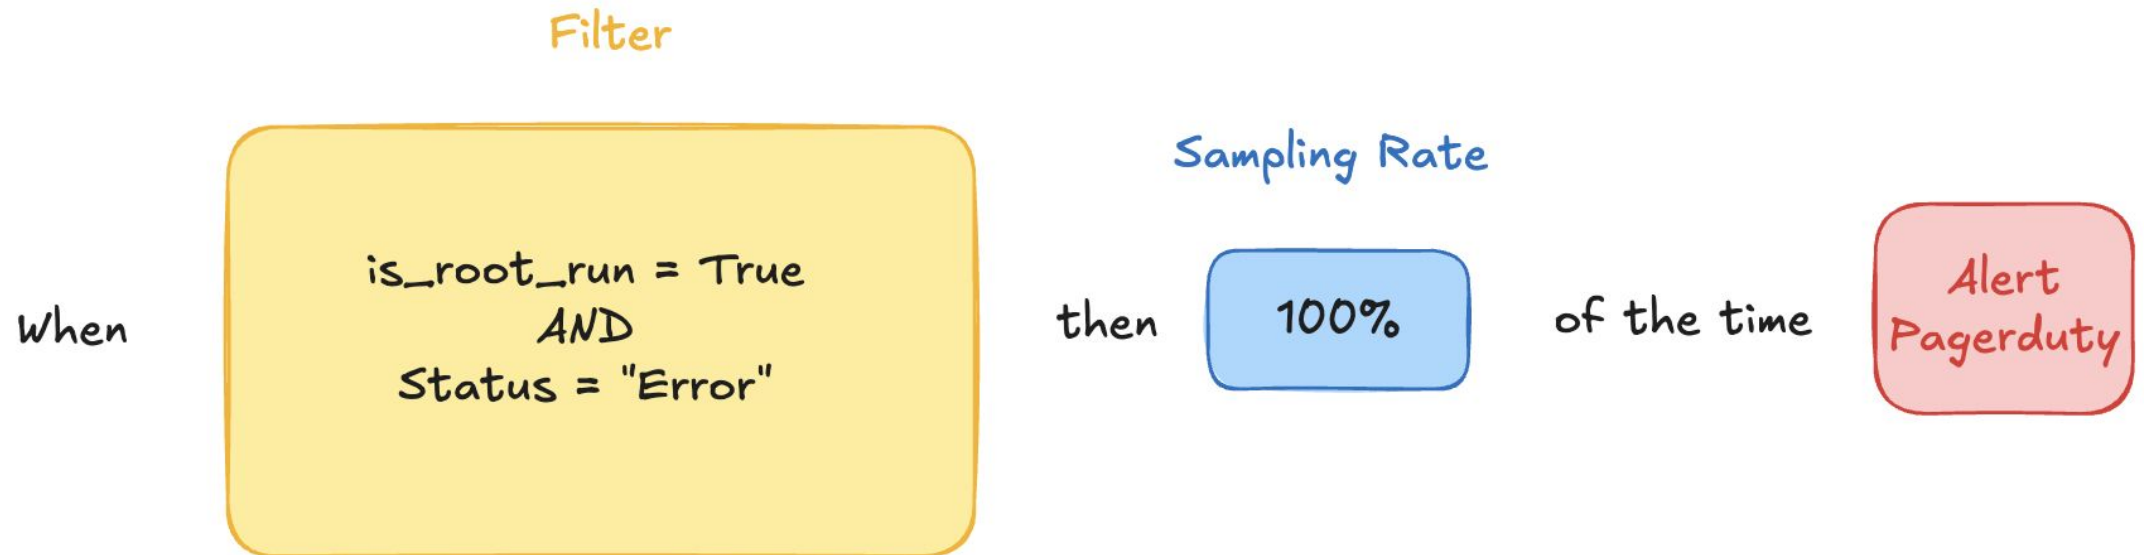 Filter
Sampling Rate
When
is_root_run = True
AND
Status = "Error"
then
100%
of the time
Alert
Pagerduty